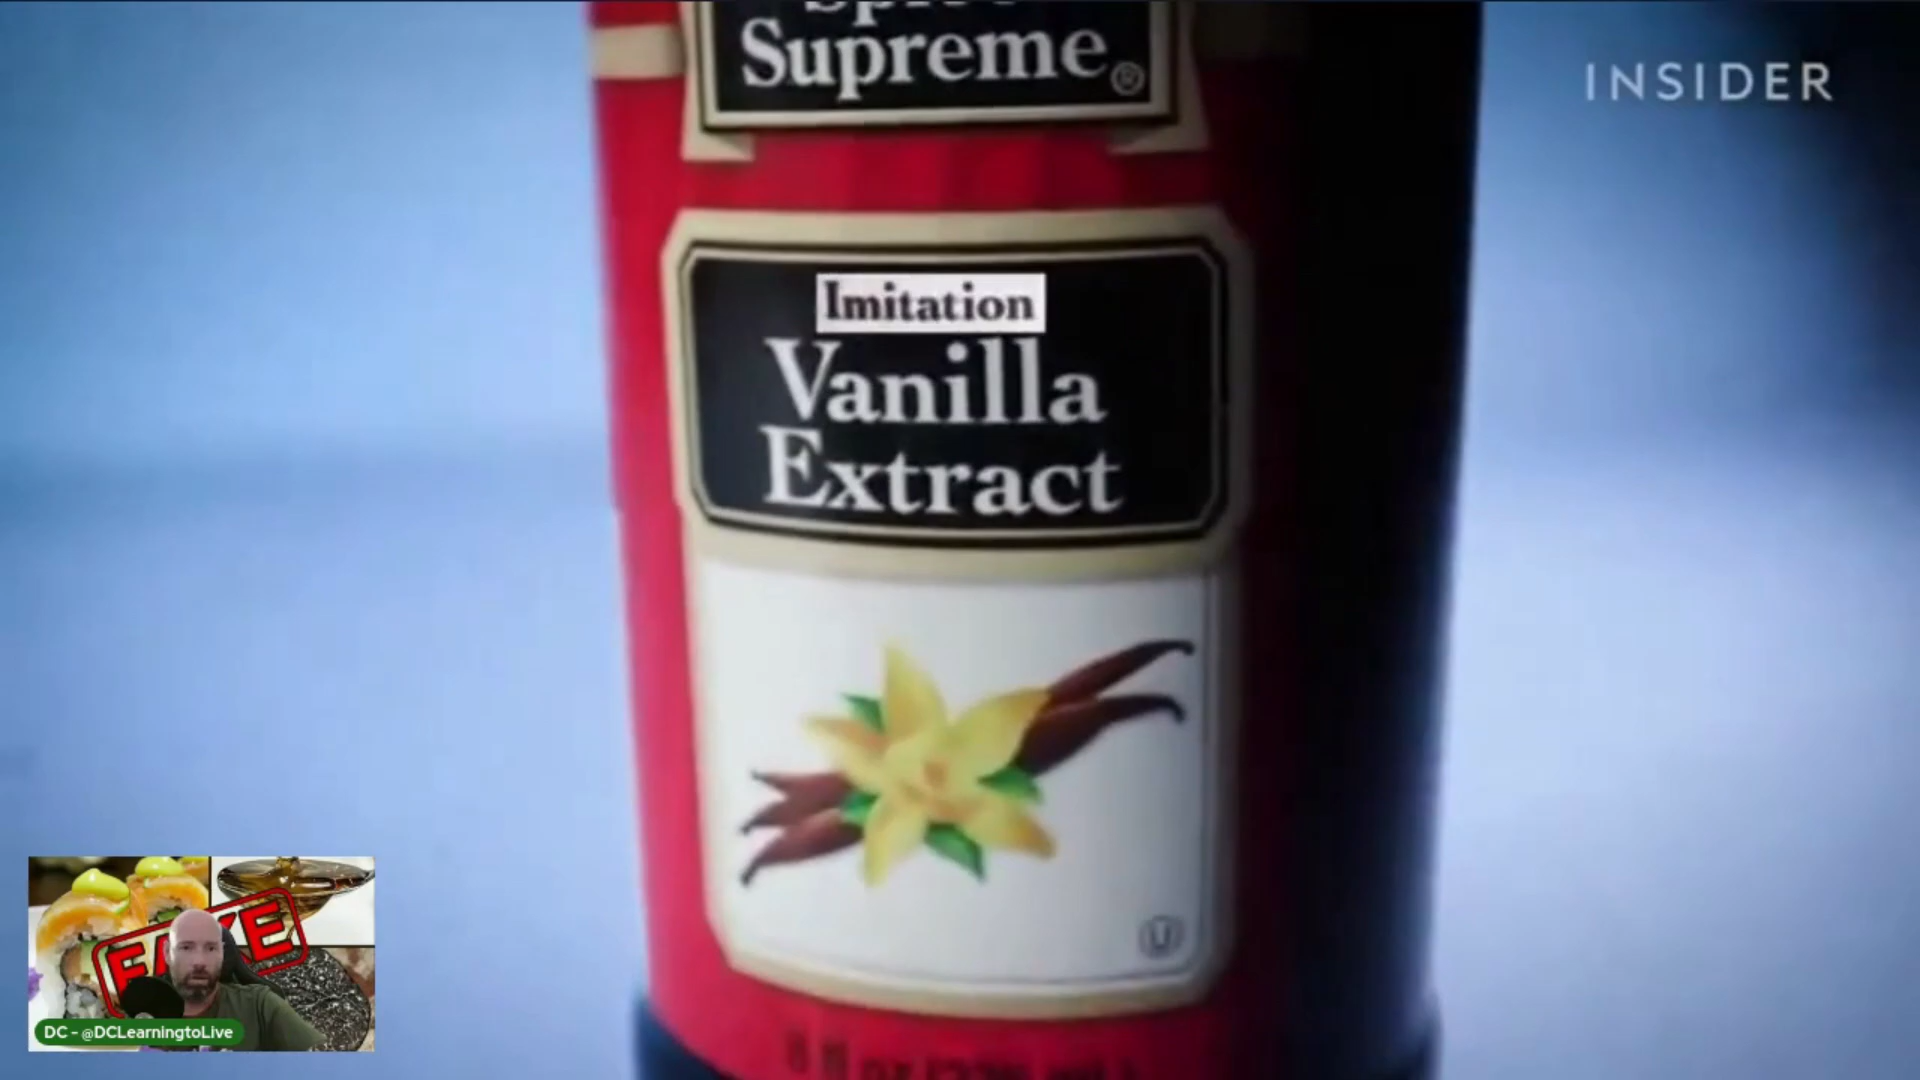 Supreme®
INSIDER
Imitation
Vanilla
Extract
U
FAKE
DC - @DCLearningtoLive